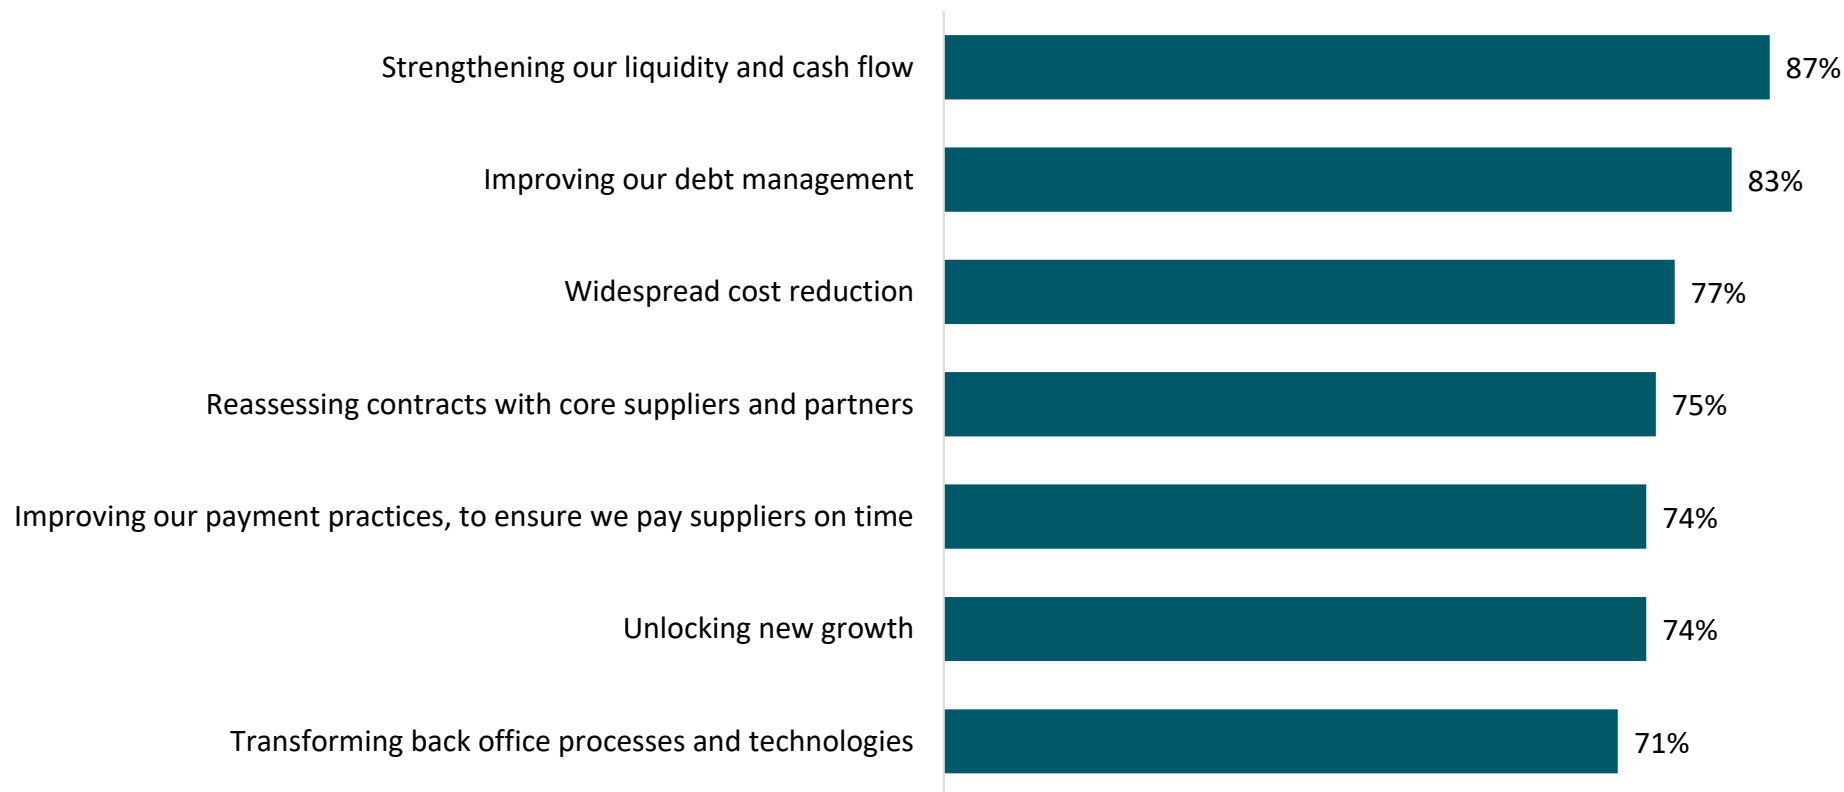 Strengthening our liquidity and cash flow 87%
Improving our debt management 83%
Widespread cost reduction 77%
Reassessing contracts with core suppliers and partners 75%
Improving our payment practices, to ensure we pay suppliers on time 74%
Unlocking new growth 74%
Transforming back office processes and technologies 71%